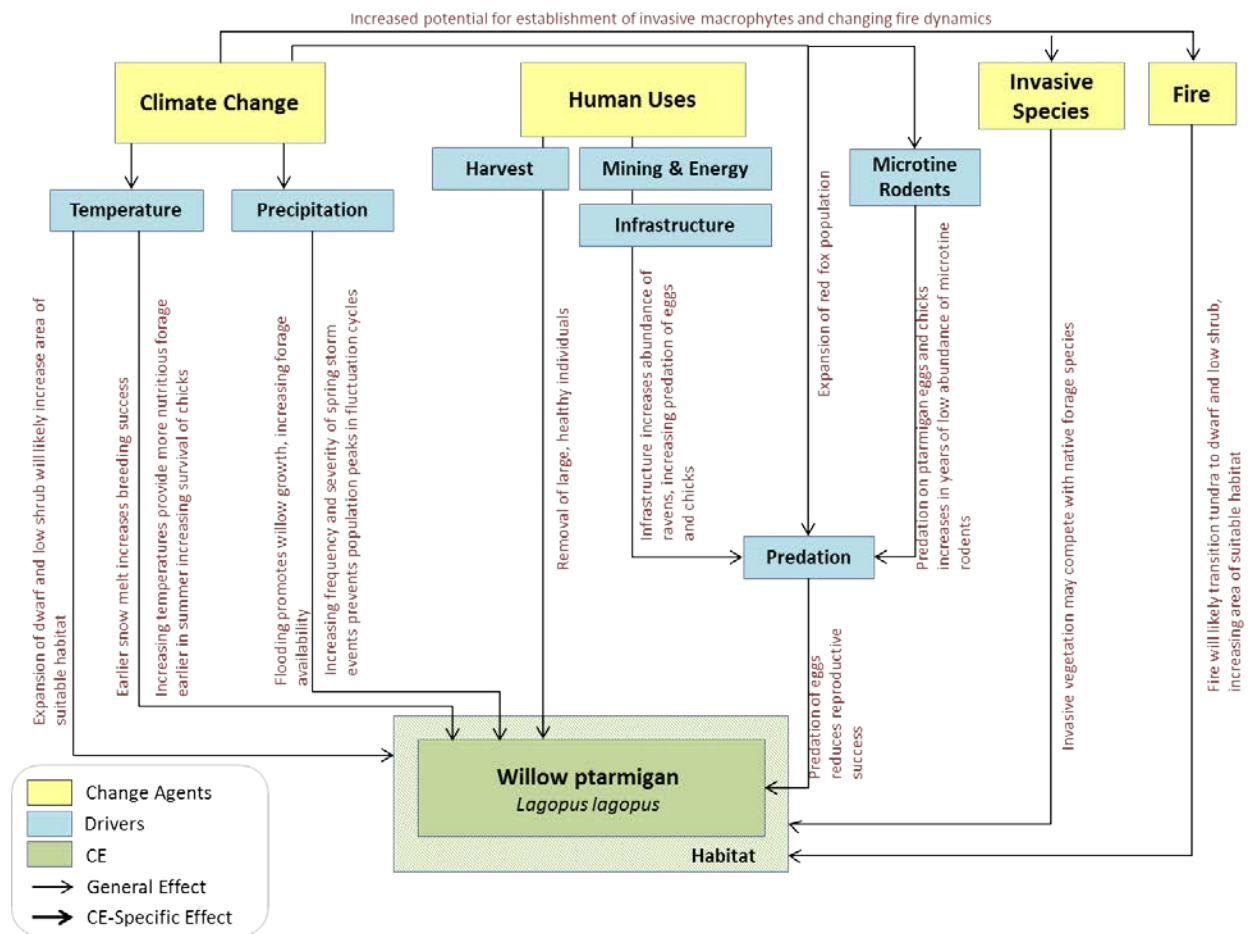 Increased potential for establishment of invasive macrophytes and changing fire dynamics
Climate Change
Human Uses
Invasive
Species
Fire
Harvest
Mining & Energy
Microtine
Rodents
Temperature
Precipitation
Infrastructure
Expansion of dwarf and low shrub will likely increase area of
suitable habitat
Earlier snow melt increases breeding success
Increasing temperatures provide more nutritious forage
earlier in summer increasing survival of chicks
Flooding promotes willow growth, increasing forage
availability
Increasing frequency and severity of spring storm
events prevents population peaks in fluctuation cycles
Removal of large, healthy individuals
Infrastructure increases abundance of
ravens, increasing predation of eggs
and chicks
Expansion of red fox population
Predation on ptarmigan eggs and chicks
increases in years of low abundance of microtine
rodents
Invasive vegetation may compete with native forage species
Fire will likely transition tundra to dwarf and low shrub,
increasing area of suitable habitat
Predation
Predation of eggs
reduces reproductive
success
Willow ptarmigan
Lagopus lagopus
Habitat
Change Agents
Drivers
CE
General Effect
CE-Specific Effect